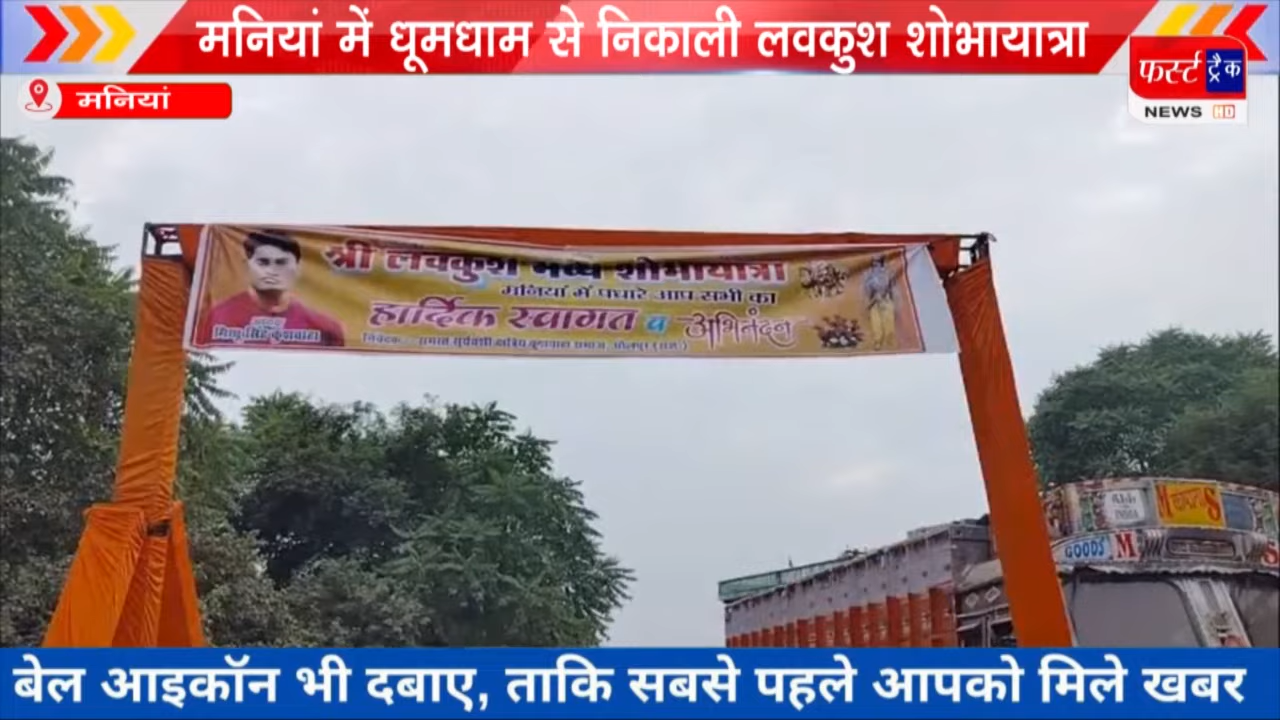 मनियां में धूमधाम से निकाली लवकुश शोभायात्रा
फर्स्ट ट्रैक
NEWS HD
मनियां
श्री लवकुश भव्य शोभायात्रा
मनियाँ में पधारे आप सभी का
हार्दिक स्वागत व अभिनंदन
INDIA
GOODS M
बेल आइकॉन भी दबाए, ताकि सबसे पहले आपको मिले खबर